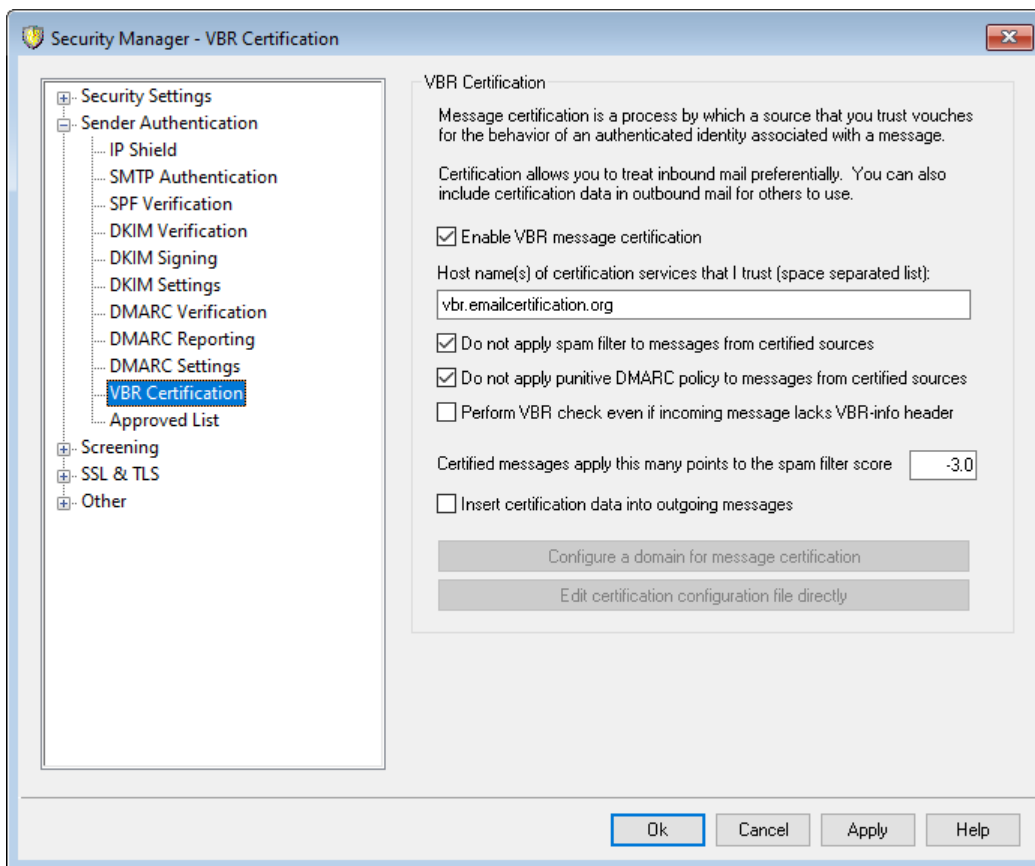 Security Manager - VBR Certification
Security Settings
Sender Authentication
IP Shield
SMTP Authentication
SPF Verification
DKIM Verification
DKIM Signing
DKIM Settings
DMARC Verification
DMARC Reporting
DMARC Settings
VBR Certification
Approved List
Screening
SSL & TLS
Other
VBR Certification
Message certification is a process by which a source that you trust vouches
for the behavior of an authenticated identity associated with a message.
Certification allows you to treat inbound mail preferentially. You can also
include certification data in outbound mail for others to use.
Enable VBR message certification
Host name(s) of certification services that I trust (space separated list):
vbr.emailcertification.org
Do not apply spam filter to messages from certified sources
Do not apply punitive DMARC policy to messages from certified sources
Perform VBR check even if incoming message lacks VBR-info header
Certified messages apply this many points to the spam filter score -3.0
Insert certification data into outgoing messages
Configure a domain for message certification
Edit certification configuration file directly
Ok Cancel Apply Help